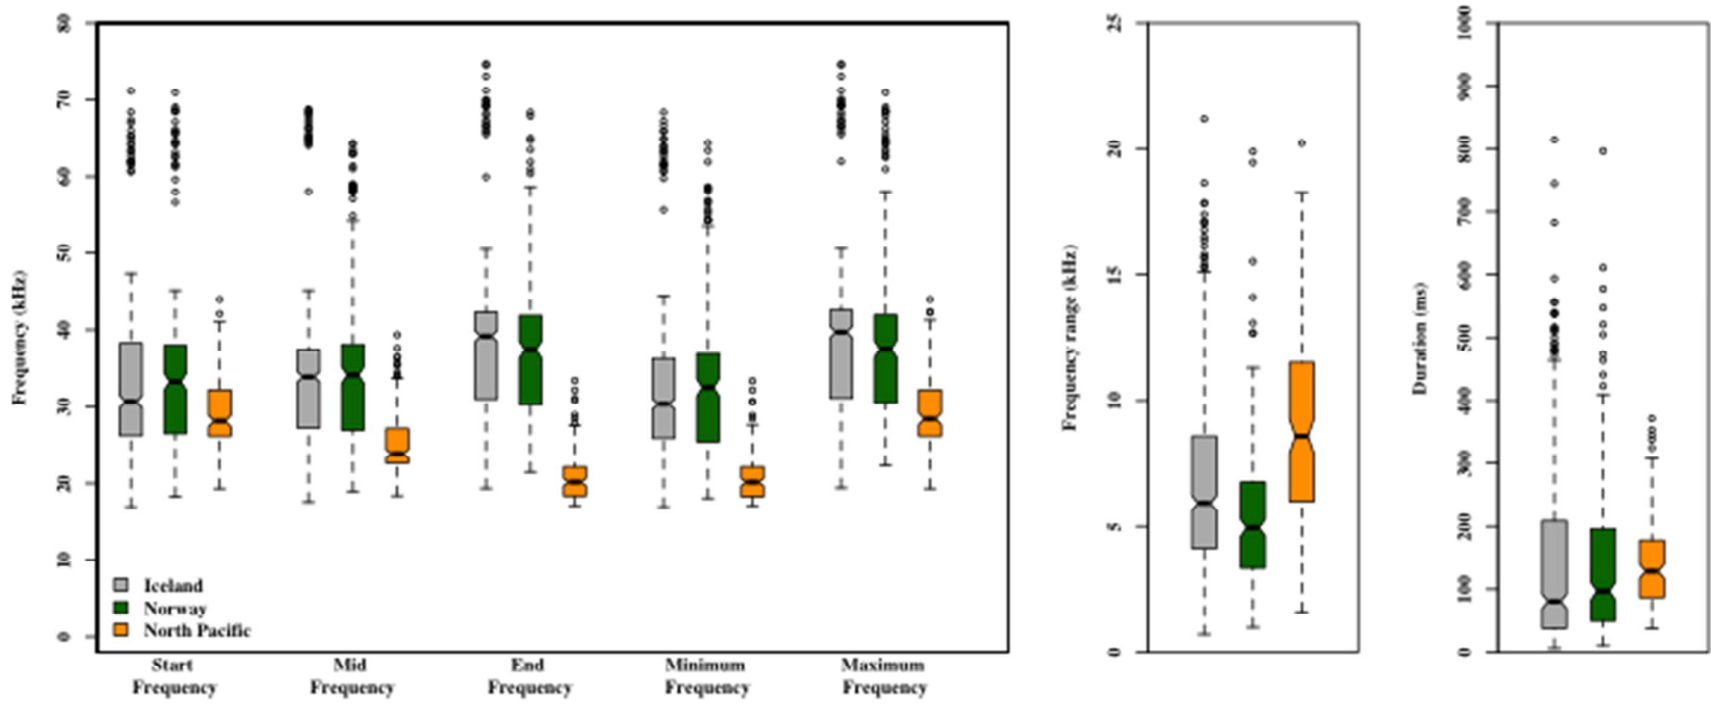 Frequency (kHz)
80
70
60
50
40
30
20
10
0
Iceland
Norway
North Pacific
Start
Frequency
Mid
Frequency
End
Frequency
Minimum
Frequency
Maximum
Frequency
Frequency range (kHz)
25
20
15
10
5
0
Duration (ms)
1000
900
800
700
600
500
400
300
200
100
0